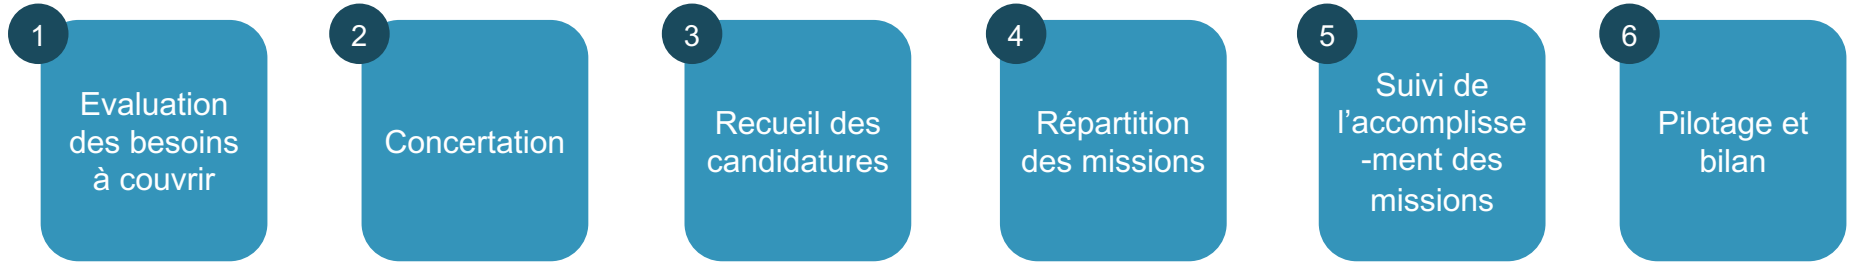 1
Evaluation
des besoins
à couvrir
2
Concertation
3
Recueil des
candidatures
4
Répartition
des missions
5
Suivi de
l’accomplisse
-ment des
missions
6
Pilotage et
bilan